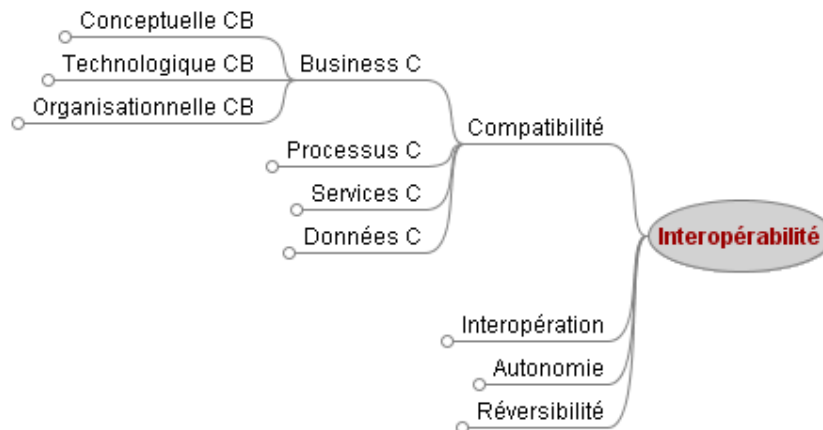 Conceptuelle CB
Technologique CB
Organisationnelle CB
Business C
Processus C
Services C
Données C
Compatibilité
Interopération
Autonomie
Réversibilité
Interopérabilité